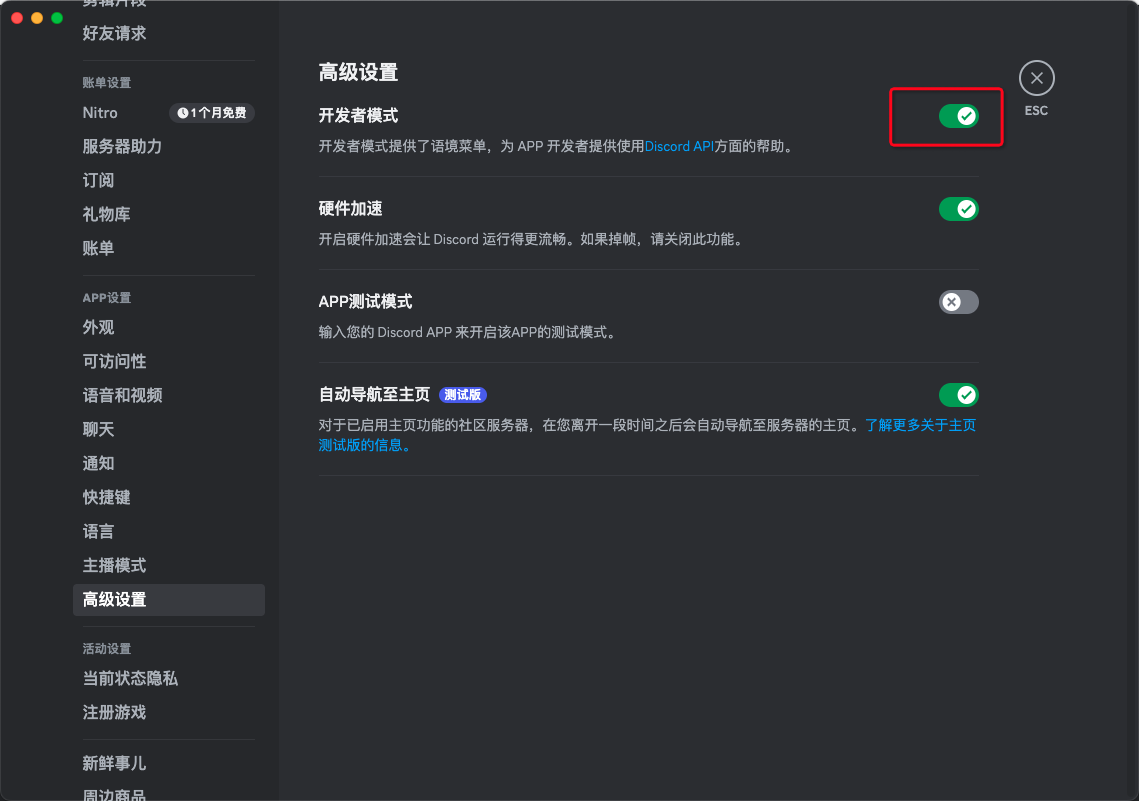 剪辑片段
好友请求
账单设置
Nitro
1个月免费
服务器助力
订阅
礼物库
账单
APP设置
外观
可访问性
语音和视频
聊天
通知
快捷键
语言
主播模式
高级设置
活动设置
当前状态隐私
注册游戏
新鲜事儿
周边商品
高级设置
开发者模式
开发者模式提供了语境菜单，为 APP 开发者提供使用Discord API方面的帮助。
硬件加速
开启硬件加速会让 Discord 运行得更流畅。如果掉帧，请关闭此功能。
APP测试模式
输入您的 Discord APP 来开启该APP的测试模式。
自动导航至主页 测试版
对于已启用主页功能的社区服务器，在您离开一段时间之后会自动导航至服务器的主页。了解更多关于主页
测试版的信息。
ESC